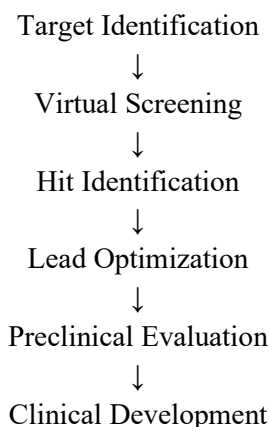 Target Identification
↓
Virtual Screening
↓
Hit Identification
↓
Lead Optimization
↓
Preclinical Evaluation
↓
Clinical Development